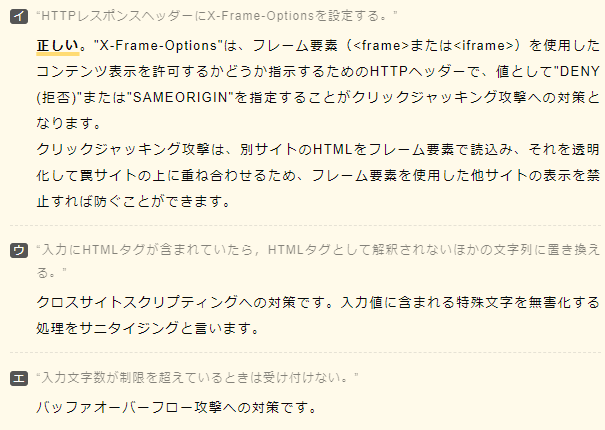 イ “HTTPレスポンスヘッダーにX-Frame-Optionsを設定する。”
正しい。"X-Frame-Options"は、フレーム要素（<frame>または<iframe>）を使用した
コンテンツ表示を許可するかどうか指示するためのHTTPヘッダーで、値として"DENY
(拒否)"または"SAMEORIGIN"を指定することがクリックジャッキング攻撃への対策と
なります。
クリックジャッキング攻撃は、別サイトのHTMLをフレーム要素で読込み、それを透明
化して罠サイトの上に重ね合わせるため、フレーム要素を使用した他サイトの表示を禁
止すれば防ぐことができます。
ウ “入力にHTMLタグが含まれていたら，HTMLタグとして解釈されないほかの文字列に置き換え
る。”
クロスサイトスクリプティングへの対策です。入力値に含まれる特殊文字を無害化する
処理をサニタイジングと言います。
エ “入力文字数が制限を超えているときは受け付けない。”
バッファオーバーフロー攻撃への対策です。